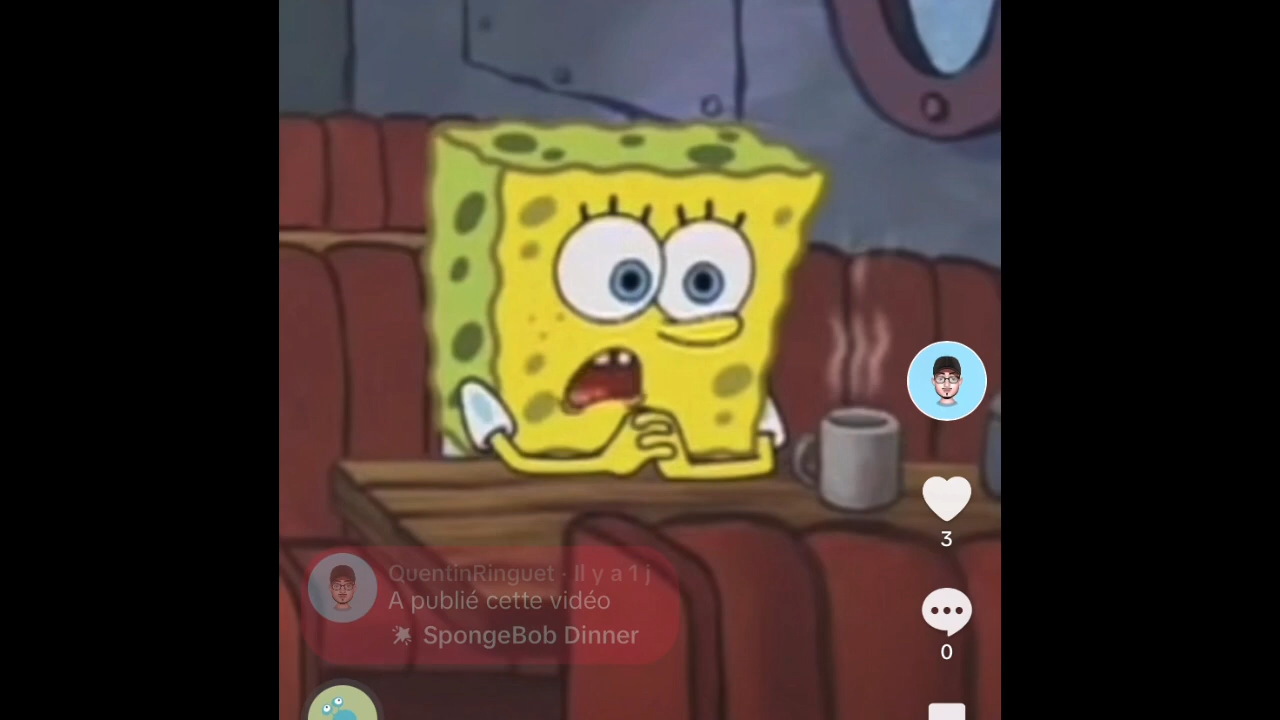 3
QuentinRinguet · Il y a 1 j
A publié cette vidéo
SpongeBob Dinner
0